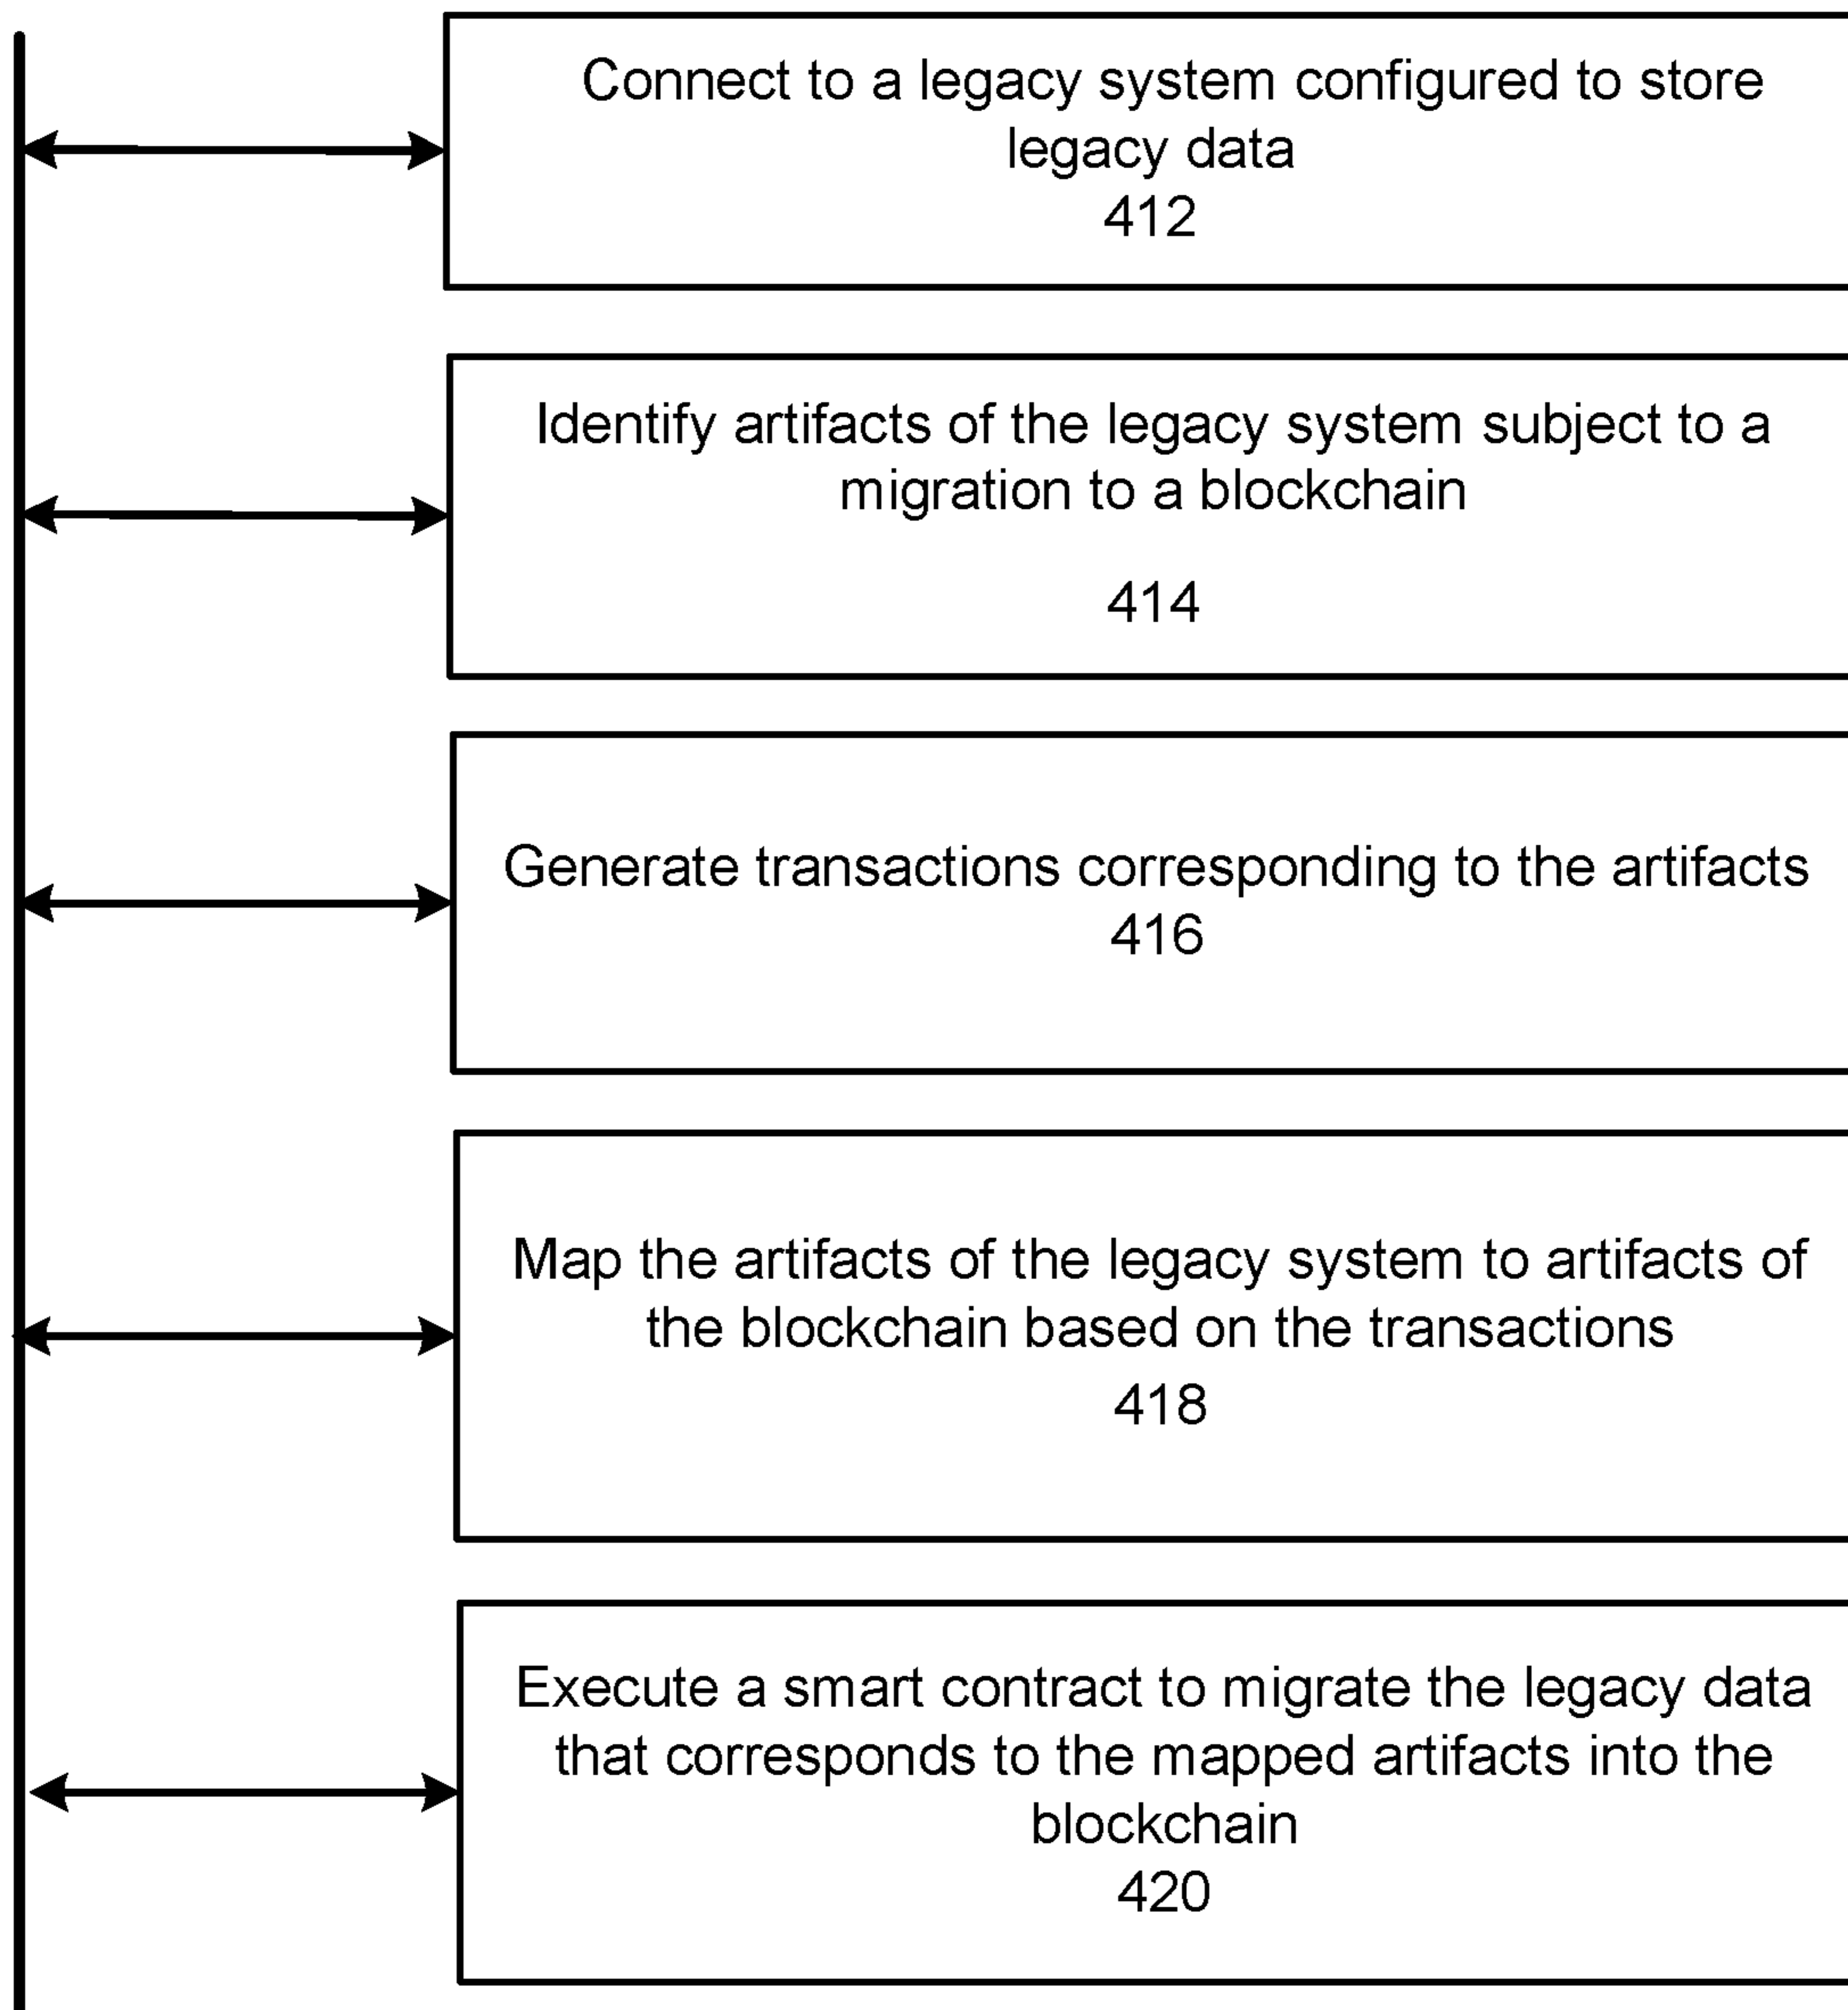 Connect to a legacy system configured to store
legacy data
412
Identify artifacts of the legacy system subject to a
migration to a blockchain
414
Generate transactions corresponding to the artifacts
416
Map the artifacts of the legacy system to artifacts of
the blockchain based on the transactions
418
Execute a smart contract to migrate the legacy data
that corresponds to the mapped artifacts into the
blockchain
420